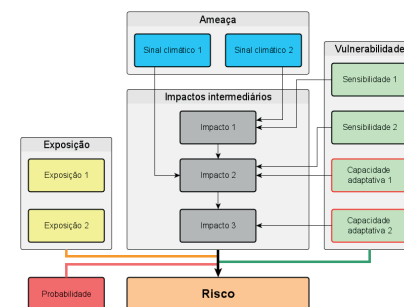 Ameaça
Sinal climático 1
Sinal climático 2
Vulnerabilidade
Sensibilidade 1
Impactos intermediários
Impacto 1
Sensibilidade 2
Exposição
Exposição 1
Impacto 2
Capacidade
adaptativa 1
Exposição 2
Impacto 3
Capacidade
adaptativa 2
Probabilidade
Risco